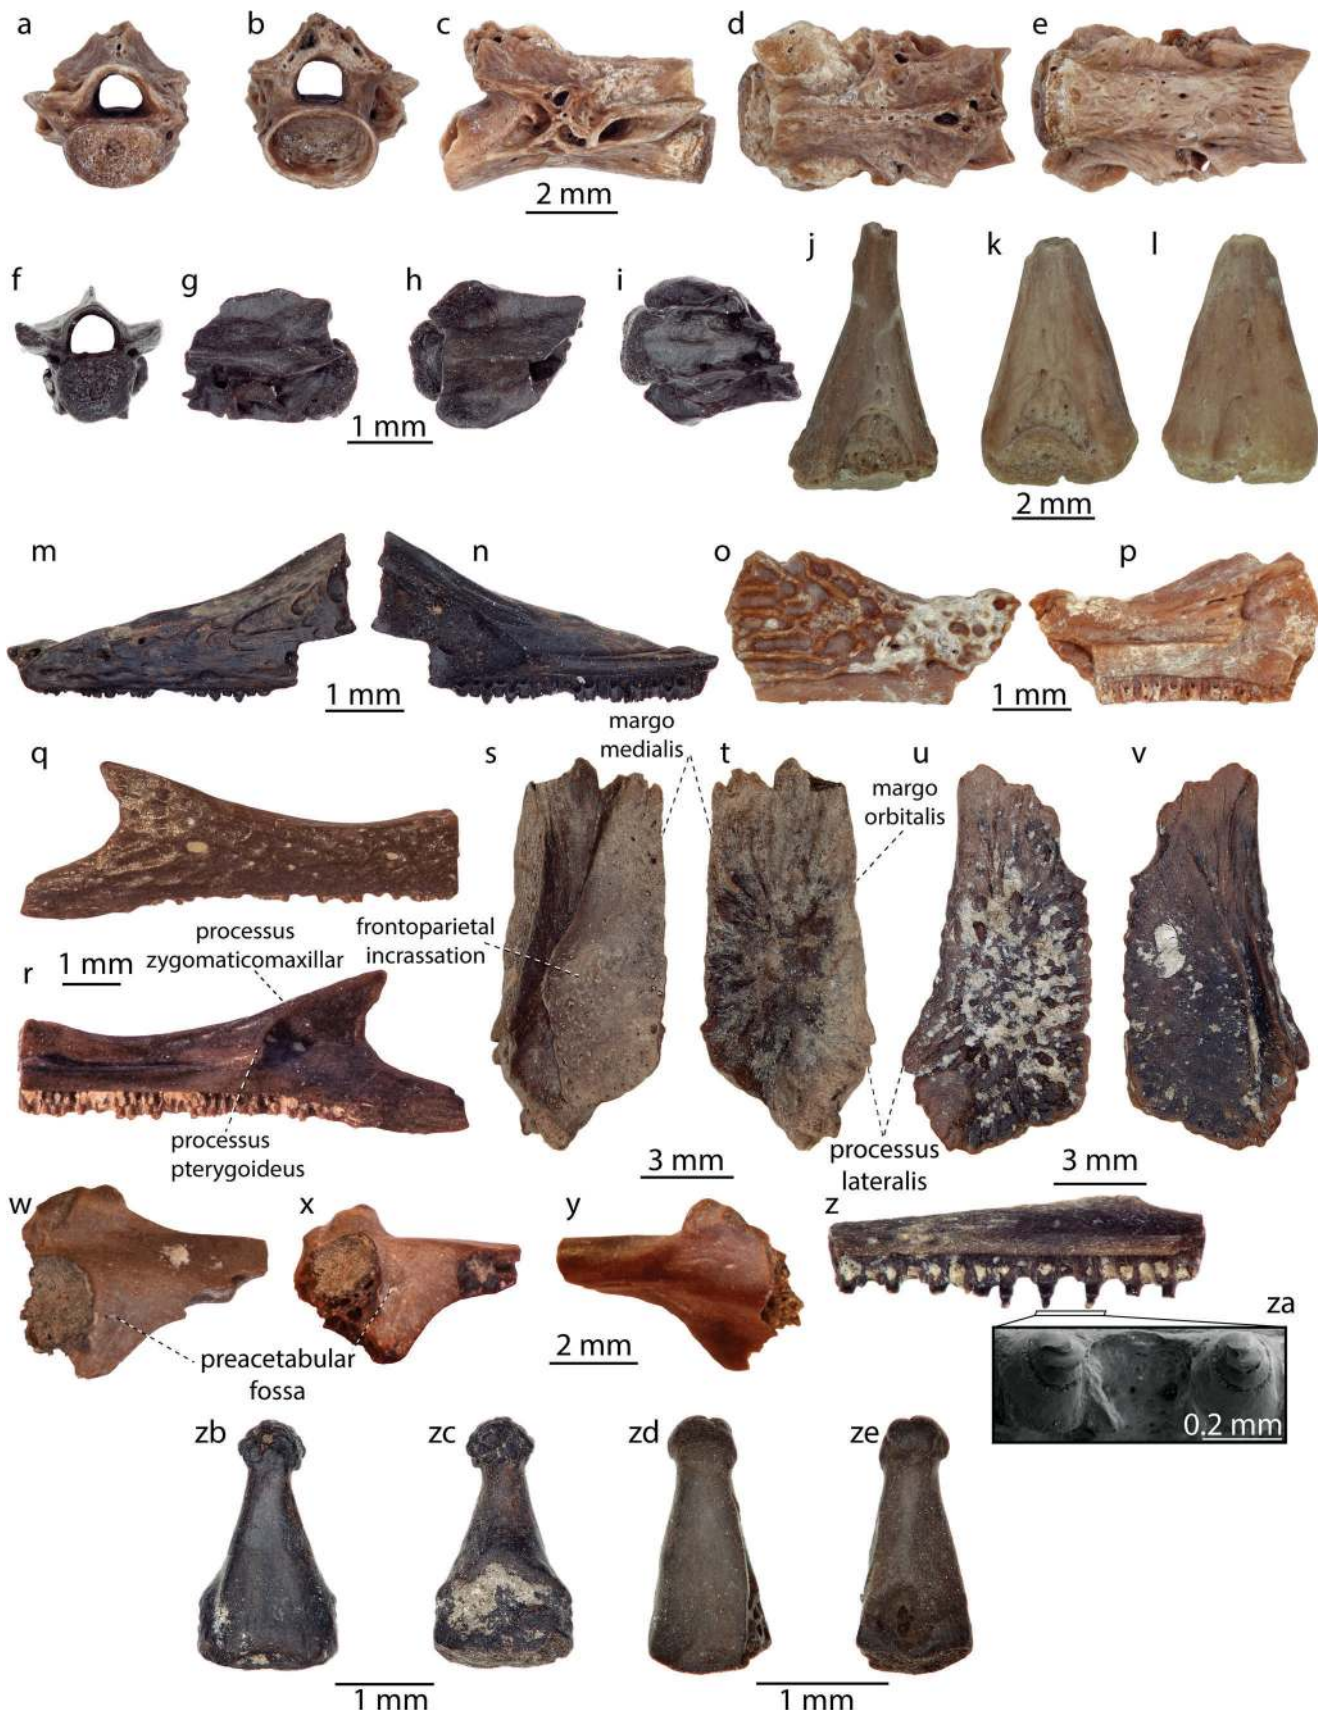 a
b
c
d
e
2 mm
f
g
h
i
j
k
l
1 mm
2 mm
m
n
o
p
1 mm
1 mm
margo
medialis
q
s
t
u
v
margo
orbitalis
processus
zygomaticomaxillar
frontoparietal
incrassation
r
1 mm
processus
pterygoideus
processus
lateralis
3 mm
3 mm
w
x
y
z
za
preacetabular
fossa
2 mm
0.2 mm
zb
zc
zd
ze
1 mm
1 mm